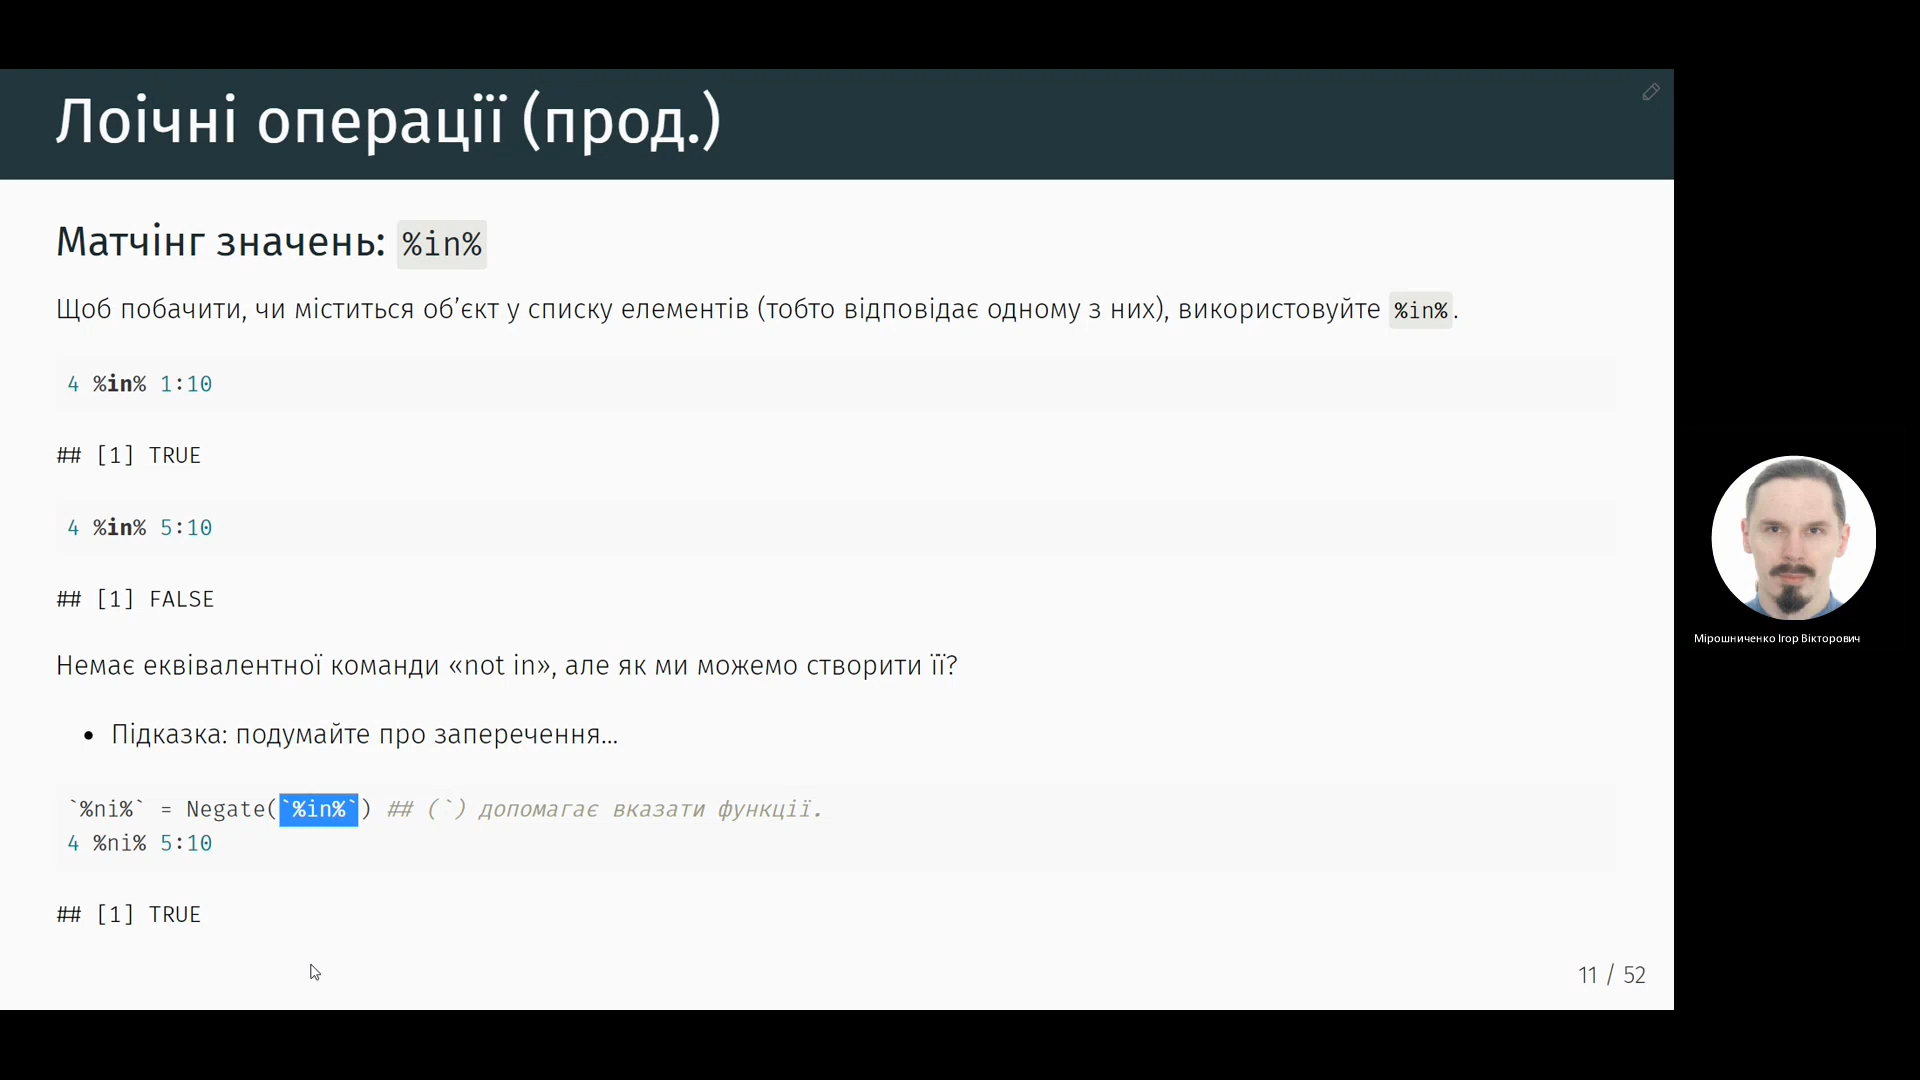 Лоічні операції (прод.)
Матчінг значень: %in%
Щоб побачити, чи міститься об’єкт у списку елементів (тобто відповідає одному з них), використовуйте %in%.
4 %in% 1:10
## [1] TRUE
4 %in% 5:10
## [1] FALSE
Немає еквівалентної команди «not in», але як ми можемо створити її?
• Підказка: подумайте про заперечення...
`%ni%` = Negate(`%in%`) ## (`) допомагає вказати функції.
4 %ni% 5:10
## [1] TRUE
11 / 52
Мірошниченко Ігор Вікторович